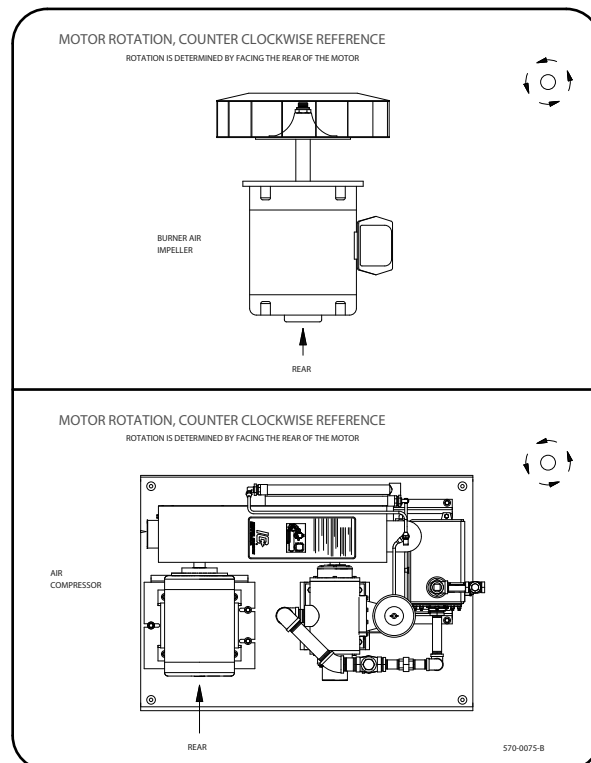 MOTOR ROTATION, COUNTER CLOCKWISE REFERENCE
ROTATION IS DETERMINED BY FACING THE REAR OF THE MOTOR
BURNER AIR
IMPELLER
REAR
MOTOR ROTATION, COUNTER CLOCKWISE REFERENCE
ROTATION IS DETERMINED BY FACING THE REAR OF THE MOTOR
AIR
COMPRESSOR
REAR
570-0075-B